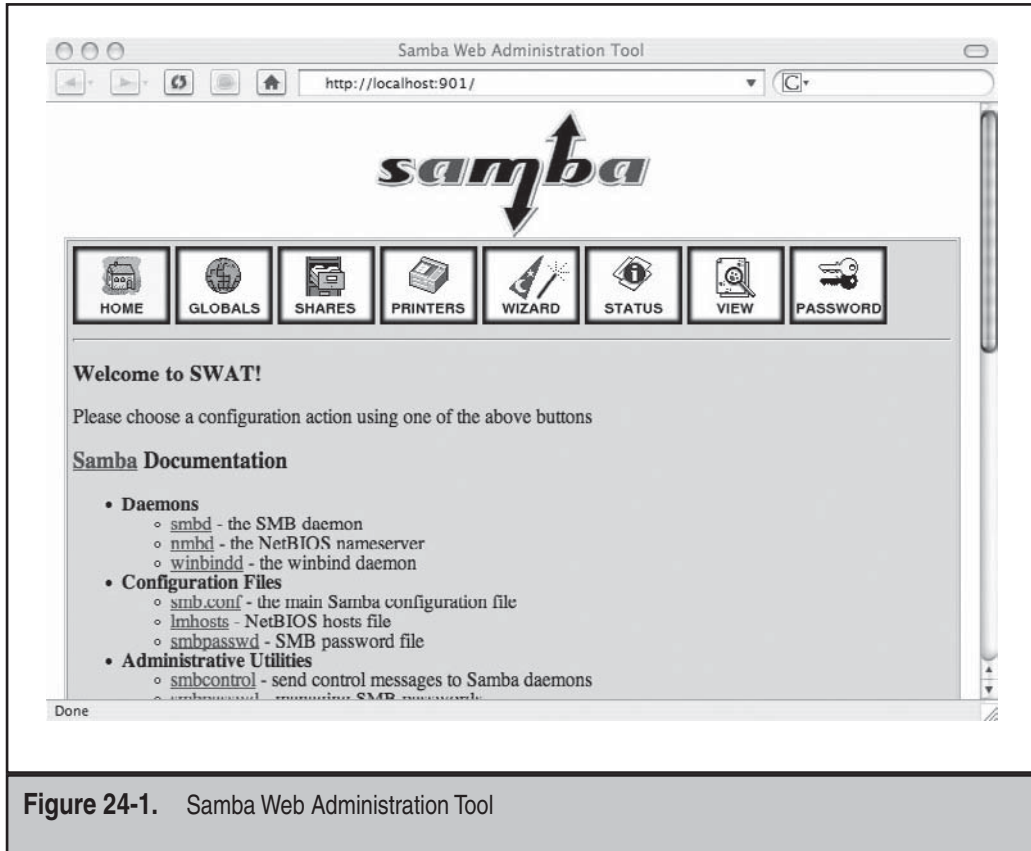 Samba Web Administration Tool
http://localhost:901/
samba
HOME GLOBALS SHARES PRINTERS WIZARD STATUS VIEW PASSWORD
Welcome to SWAT!
Please choose a configuration action using one of the above buttons
Samba Documentation
• Daemons
◦ smbd - the SMB daemon
◦ nmbd - the NetBIOS nameserver
◦ winbindd - the winbind daemon
• Configuration Files
◦ smb.conf - the main Samba configuration file
◦ lmhosts - NetBIOS hosts file
◦ smbpasswd - SMB password file
• Administrative Utilities
◦ smbcontrol - send control messages to Samba daemons
◦ smbpasswd - managing SMB passwords
Done
Figure 24-1. Samba Web Administration Tool